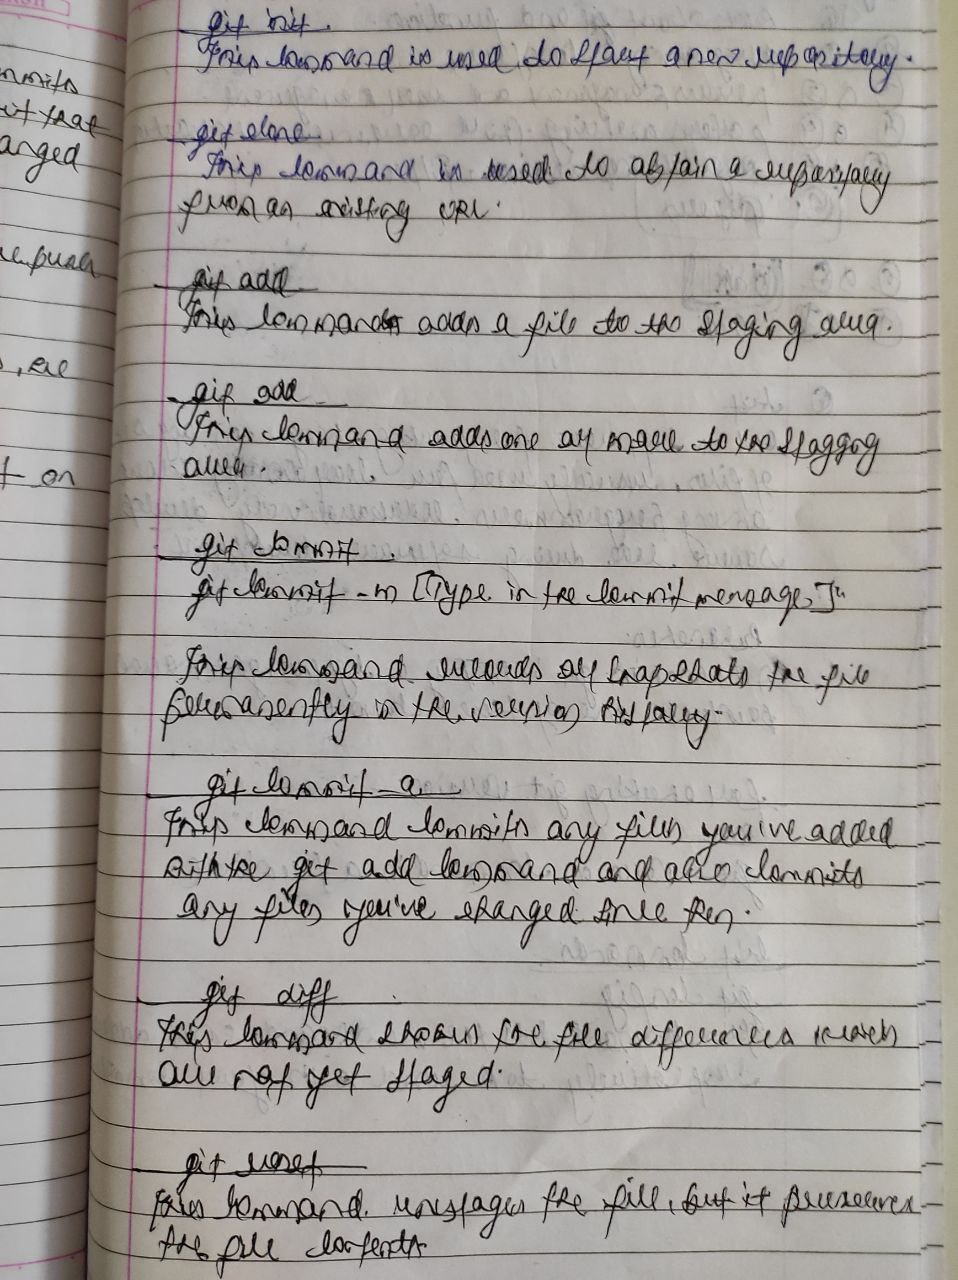 mmits
it that
anged
e push
, ere
t on
git init
This command is used to start a new repository.
git clone
This command is used to obtain a repository
from an existing URL.
git add
This command adds a file to the staging area.
git add
This command adds one or more to the stagging
area.
git commit
git commit -m [Type in the commit message]"
This command records or snapshots the file
permanently in the version history.
git commit -a
This command commits any files you've added
with the git add command and also commits
any files you've changed since then.
git diff
This command shows the file differences which
are not yet staged.
git reset
This command unstages the file, but it preserves
the file contents